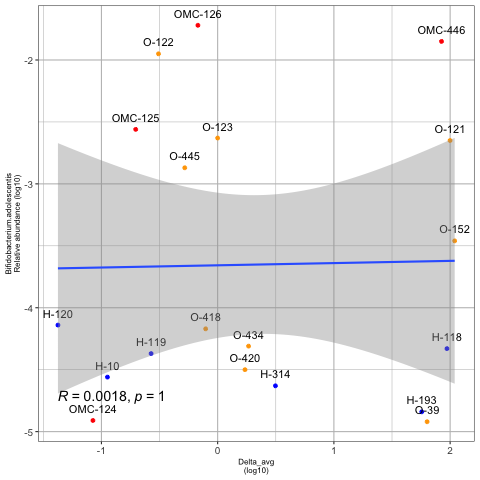 OMC-126
OMC-446
O-122
-2
OMC-125
O-123
O-121
O-445
-3
O-152
Bifidobacterium.adolescentis
Relative abundance (log10)
-4
H-120
O-418
H-119
O-434
H-118
H-10
O-420
H-314
R = 0.0018, p = 1
H-193
OMC-124
O-39
-5
-1 0 1 2
Delta_avg
(log10)